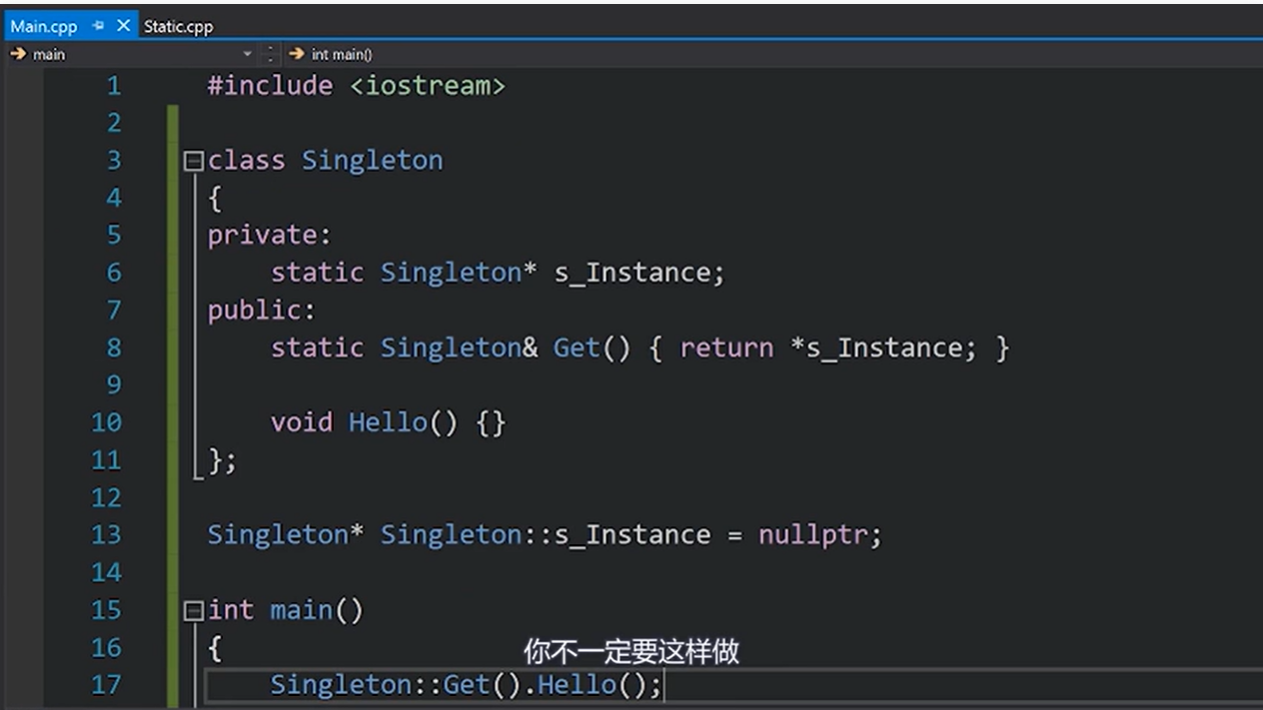 Main.cpp Static.cpp
main int main()
1 #include <iostream>
2
3 class Singleton
4 {
5 private:
6 static Singleton* s_Instance;
7 public:
8 static Singleton& Get() { return *s_Instance; }
9
10 void Hello() {}
11 };
12
13 Singleton* Singleton::s_Instance = nullptr;
14
15 int main()
16 {
你不一定要这样做
17 Singleton::Get().Hello();